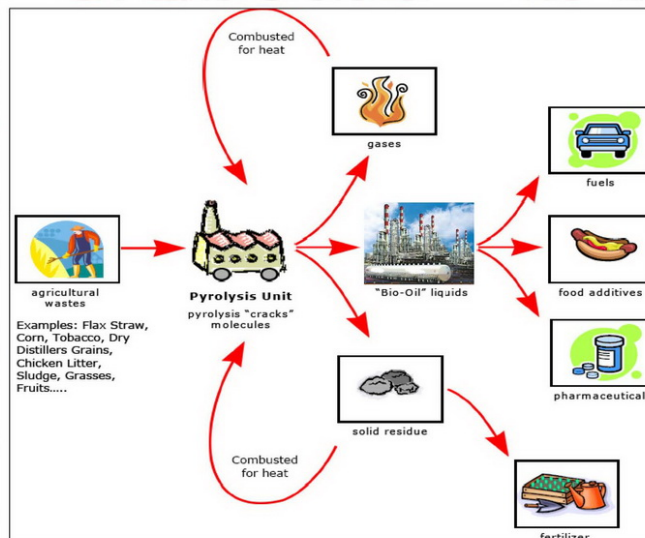 Combusted
for heat
gases
fuels
agricultural
wastes
Examples: Flax Straw,
Corn, Tobacco, Dry
Distillers Grains,
Chicken Litter,
Sludge, Grasses,
Fruits.....
Pyrolysis Unit
pyrolysis "cracks"
molecules
"Bio-Oil" liquids
food additives
pharmaceutical
solid residue
Combusted
for heat
fertilizer